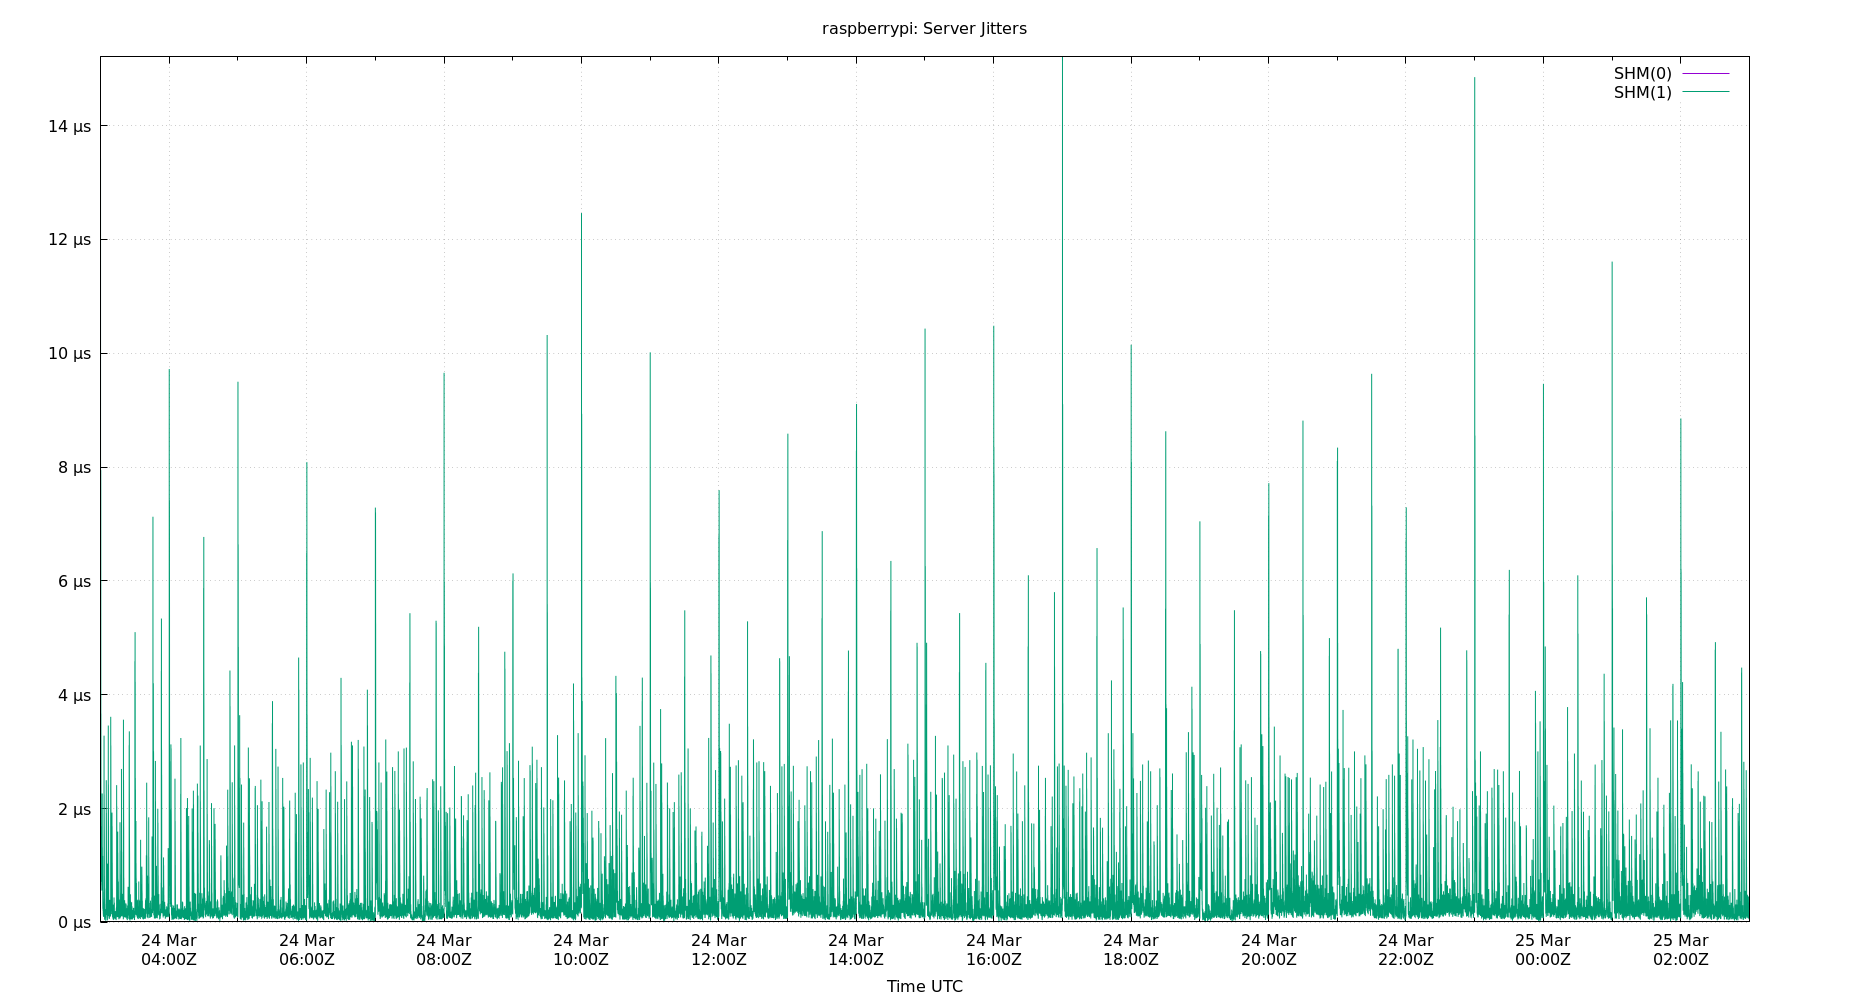 raspberrypi: Server Jitters
SHM(0)
SHM(1)
14 µs
12 µs
10 µs
8 µs
6 µs
4 µs
2 µs
0 µs
24 Mar 24 Mar 24 Mar 24 Mar 24 Mar 24 Mar 24 Mar 24 Mar 24 Mar 24 Mar 25 Mar 25 Mar
04:00Z 06:00Z 08:00Z 10:00Z 12:00Z 14:00Z 16:00Z 18:00Z 20:00Z 22:00Z 00:00Z 02:00Z
Time UTC